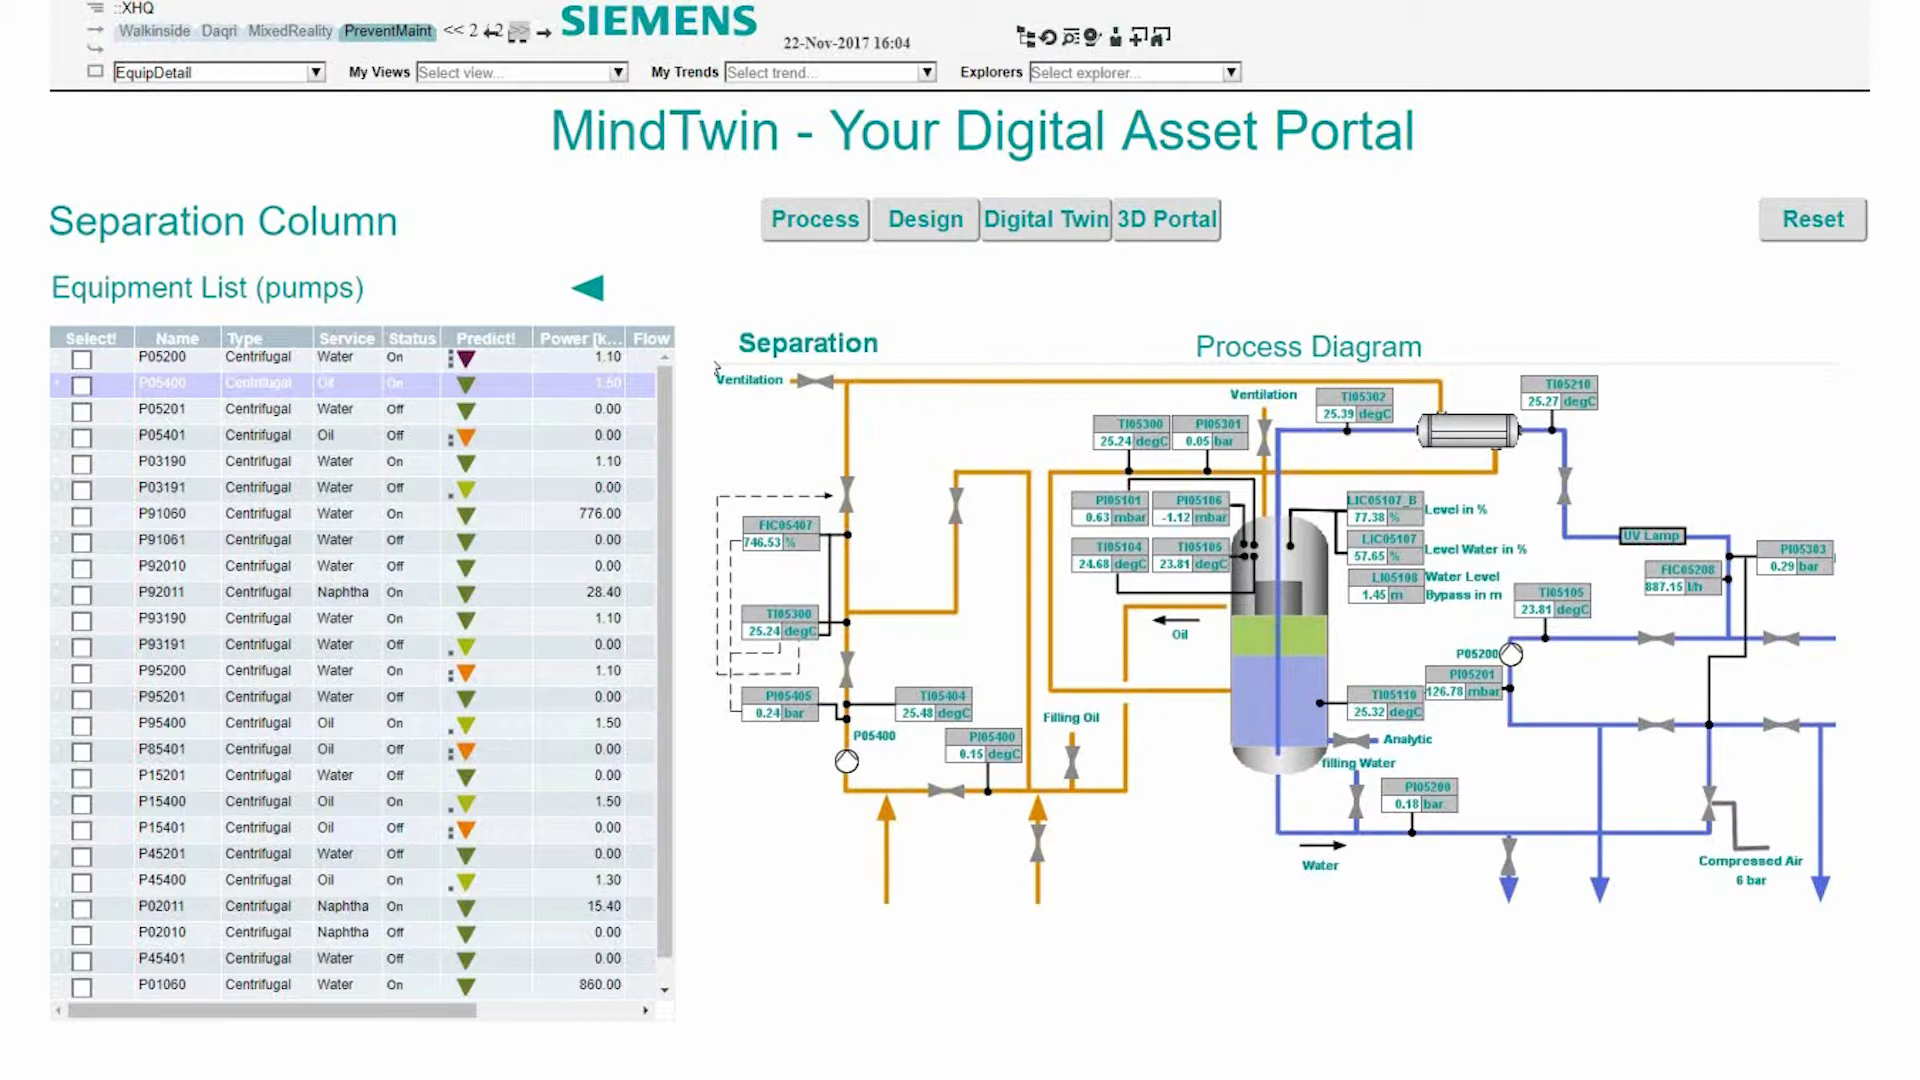 ::XHQ
Walkinside Daqri MixedReality PreventMaint << 2 / 2 >>
SIEMENS
22-Nov-2017 16:04
EquipDetail My Views Select view... My Trends Select trend... Explorers Select explorer...
MindTwin - Your Digital Asset Portal
Separation Column
Process Design Digital Twin 3D Portal Reset
Equipment List (pumps)
Select! Name Type Service Status Predict! Power [k... Flow
P05200 Centrifugal Water On 1.10
P05400 Centrifugal Oil On 1.50
P05201 Centrifugal Water Off 0.00
P05401 Centrifugal Oil Off 0.00
P03190 Centrifugal Water On 1.10
P03191 Centrifugal Water Off 0.00
P91060 Centrifugal Water On 776.00
P91061 Centrifugal Water Off 0.00
P92010 Centrifugal Water Off 0.00
P92011 Centrifugal Naphtha On 28.40
P93190 Centrifugal Water On 1.10
P93191 Centrifugal Water Off 0.00
P95200 Centrifugal Water On 1.10
P95201 Centrifugal Water Off 0.00
P95400 Centrifugal Oil On 1.50
P85401 Centrifugal Oil Off 0.00
P15201 Centrifugal Water Off 0.00
P15400 Centrifugal Oil On 1.50
P15401 Centrifugal Oil Off 0.00
P45201 Centrifugal Water Off 0.00
P45400 Centrifugal Oil On 1.30
P02011 Centrifugal Naphtha On 15.40
P02010 Centrifugal Naphtha Off 0.00
P45401 Centrifugal Water Off 0.00
P01060 Centrifugal Water On 860.00
Separation
Process Diagram
Ventilation
Ventilation
TI05302
25.39 degC
TI05210
25.27 degC
TI05300
25.24 degC
PI05301
0.05 bar
PI05101
0.63 mbar
PI05106
-1.12 mbar
LIC05107_B
77.38 %
Level in %
FIC05407
746.53 %
TI05104
24.68 degC
TI05105
23.81 degC
LIC05107
57.65 %
Level Water in %
UV Lamp
PI05303
0.29 bar
FIC05208
887.15 l/h
LI05108
1.45 m
Water Level
Bypass in m
TI05105
23.81 degC
TI05300
25.24 degC
Oil
P05200
PI05201
126.78 mbar
PI05405
0.24 bar
TI05404
25.48 degC
TI05110
25.32 degC
Filling Oil
P05400
PI05400
0.15 degC
Analytic
filling Water
PI05200
0.18 bar
Water
Compressed Air
6 bar